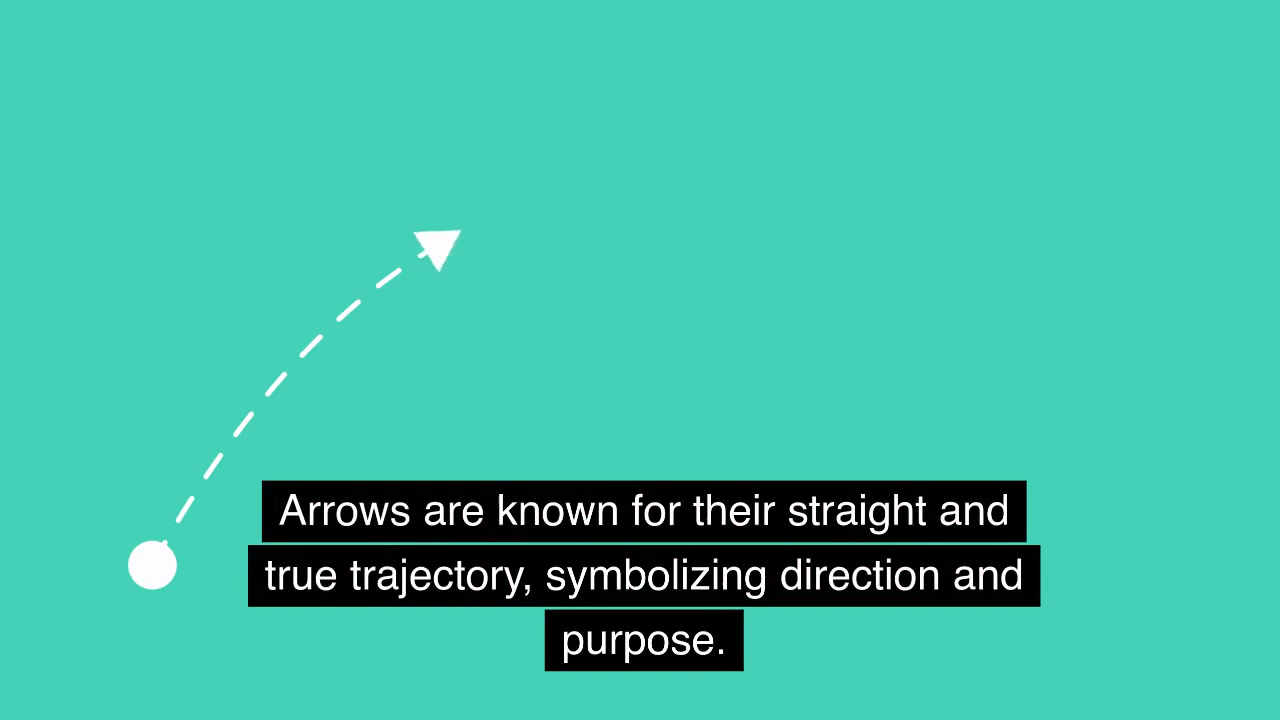 Arrows are known for their straight and
true trajectory, symbolizing direction and
purpose.